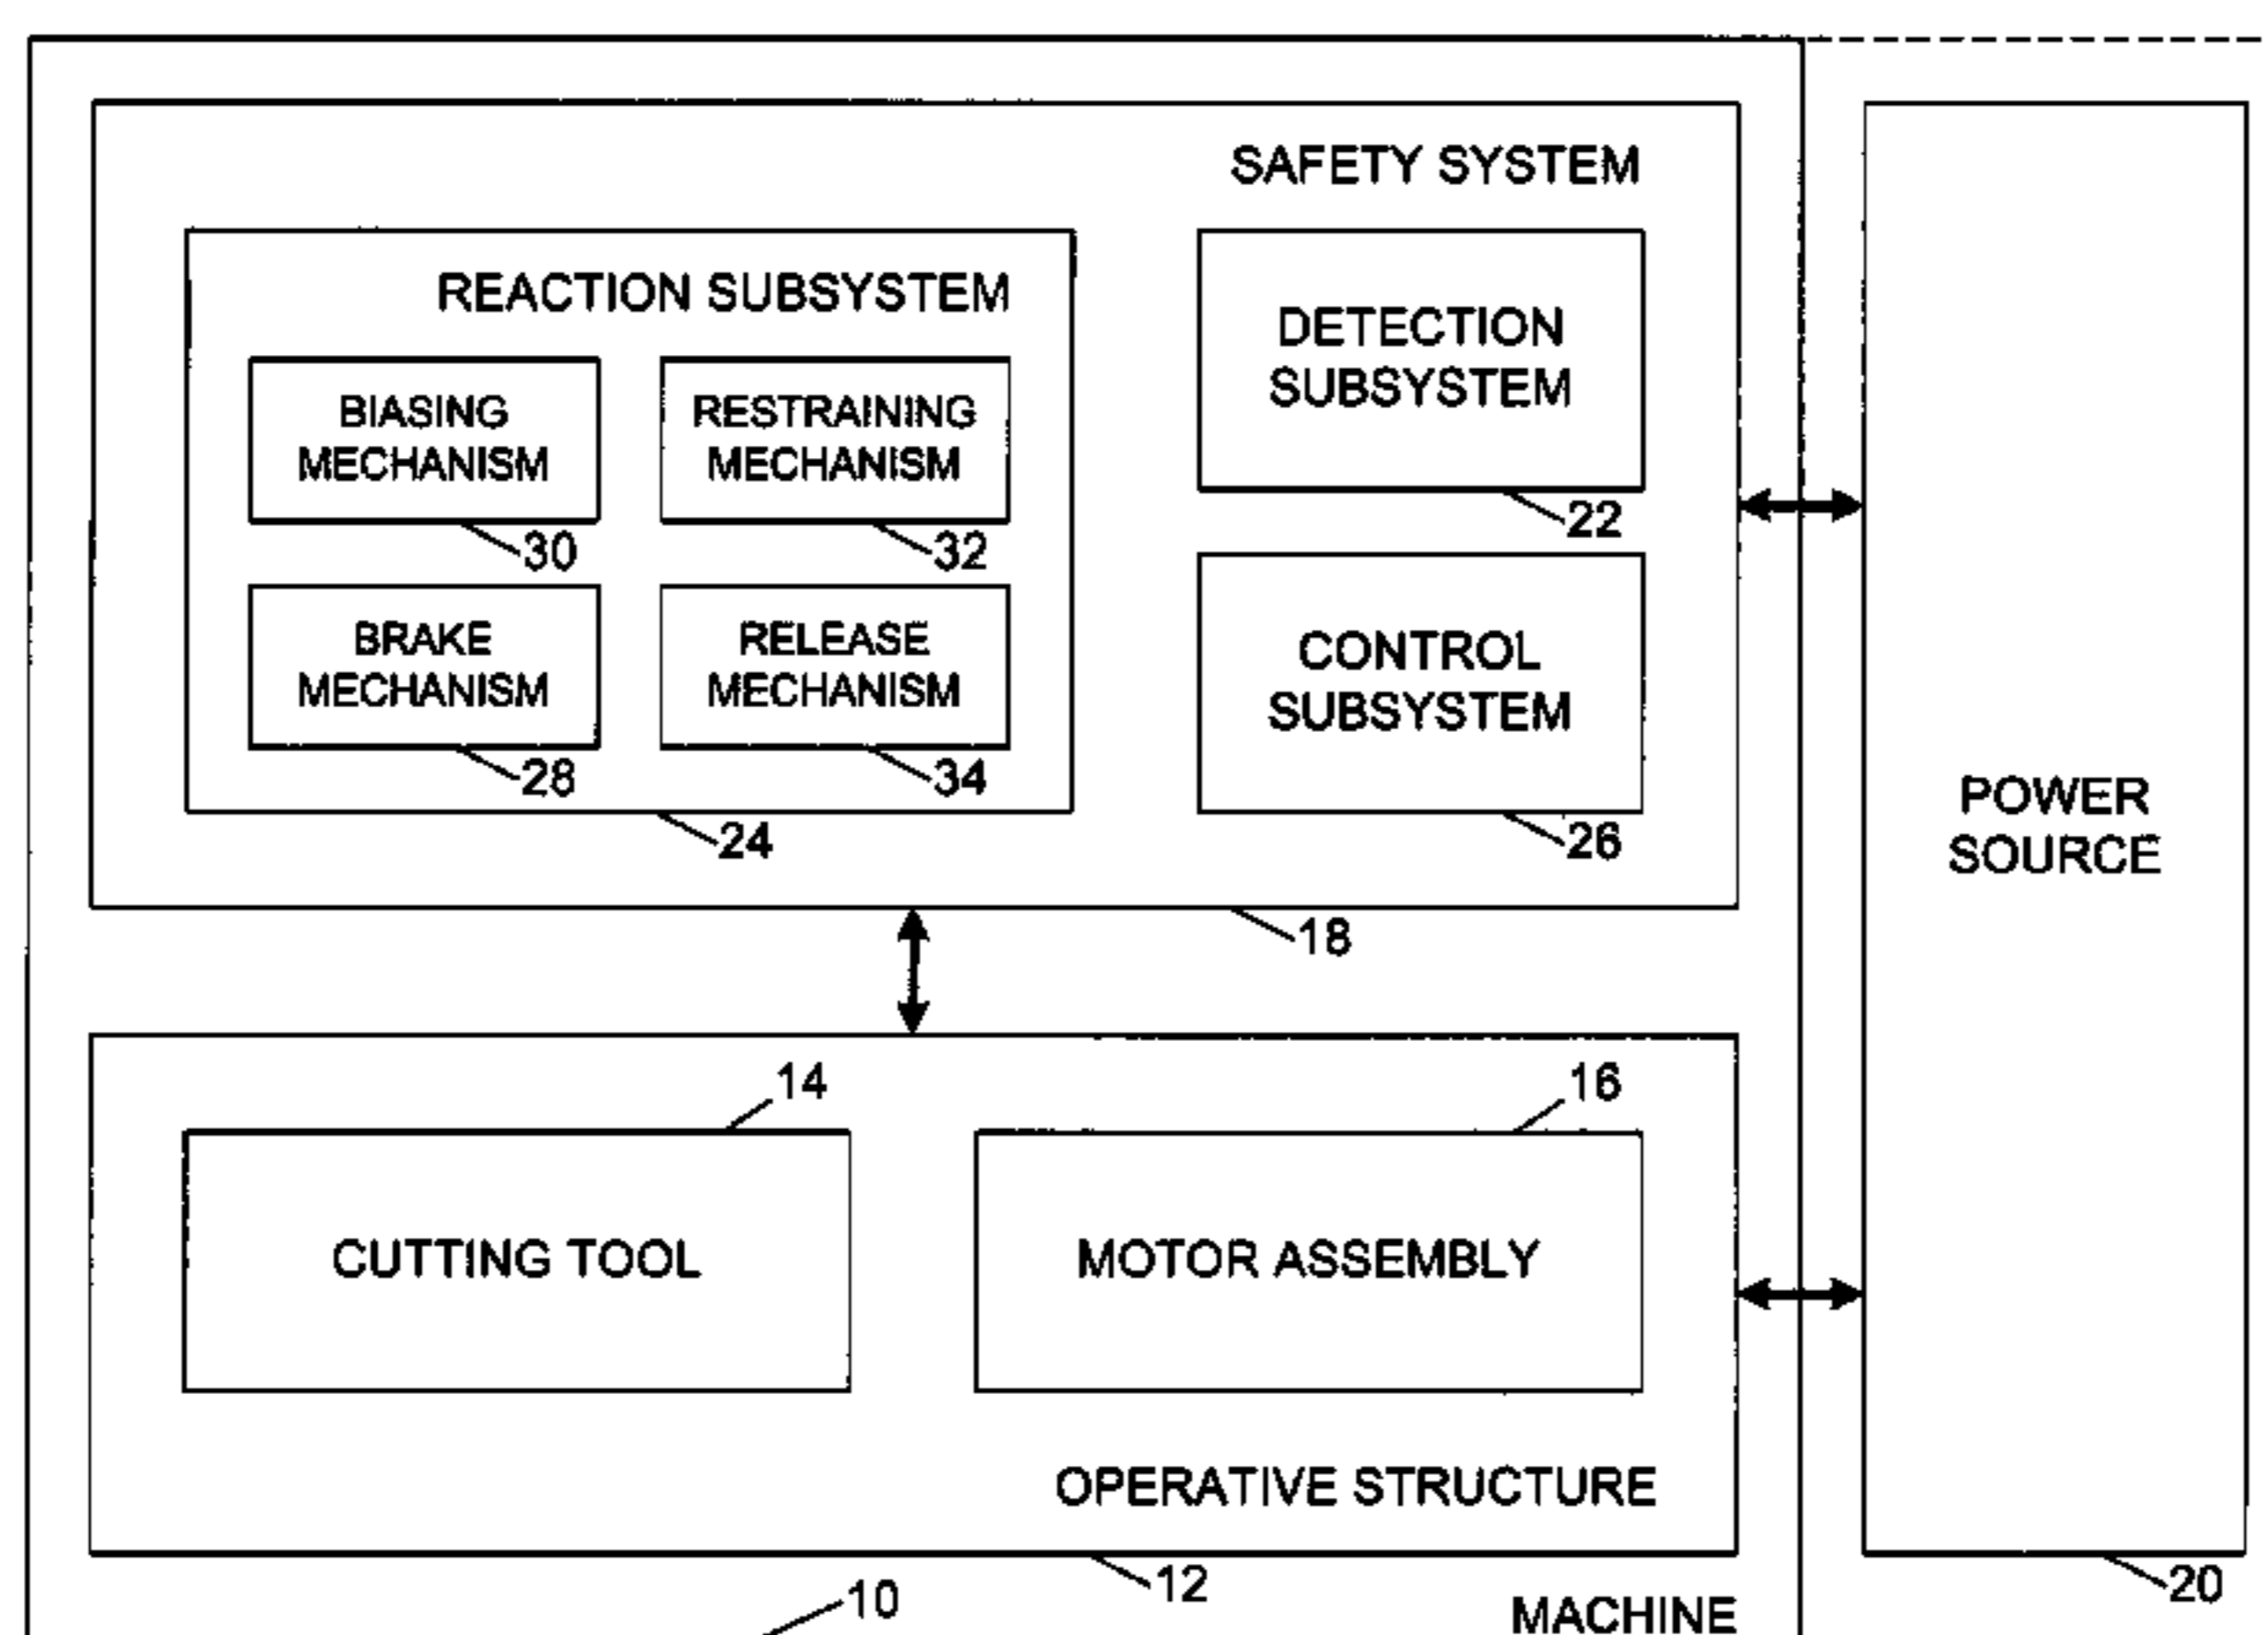 SAFETY SYSTEM
REACTION SUBSYSTEM
BIASING
MECHANISM
30
RESTRAINING
MECHANISM
32
BRAKE
MECHANISM
28
RELEASE
MECHANISM
34
24
DETECTION
SUBSYSTEM
22
CONTROL
SUBSYSTEM
26
18
POWER
SOURCE
20
14
CUTTING TOOL
16
MOTOR ASSEMBLY
OPERATIVE STRUCTURE
12
10
MACHINE